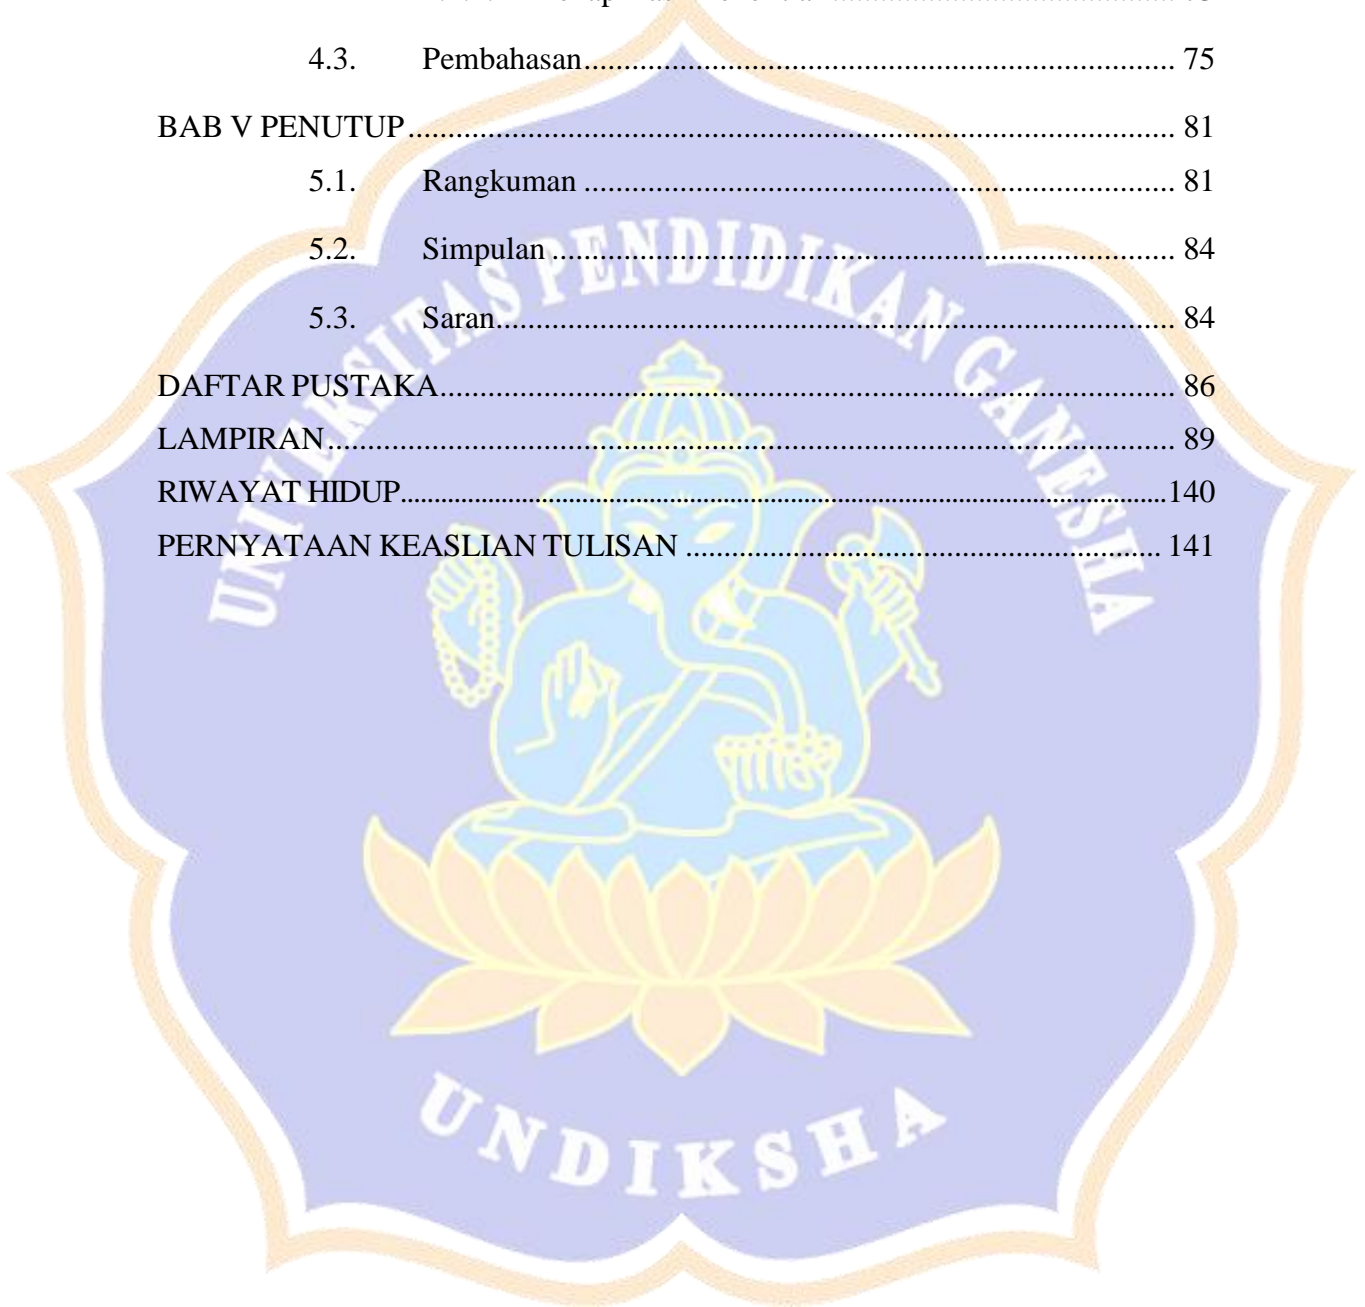 4.3. Pembahasan........................................................................ 75
BAB V PENUTUP............................................................................................. 81
5.1. Rangkuman ........................................................................ 81
5.2. Simpulan ............................................................................ 84
5.3. Saran................................................................................... 84
DAFTAR PUSTAKA......................................................................................... 86
LAMPIRAN....................................................................................................... 89
RIWAYAT HIDUP............................................................................................140
PERNYATAAN KEASLIAN TULISAN ......................................................... 141
UNIVERSITAS PENDIDIKAN GANESHA
UNDIKSHA